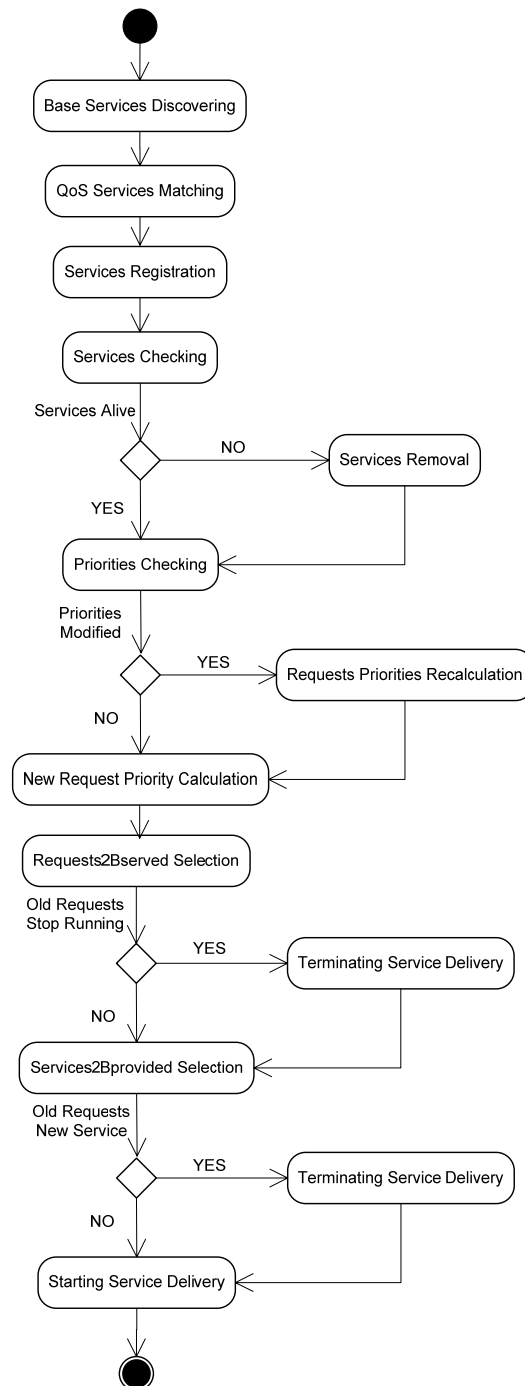 Base Services Discovering
QoS Services Matching
Services Registration
Services Checking
Services Alive
NO
Services Removal
YES
Priorities Checking
Priorities
Modified
YES
Requests Priorities Recalculation
NO
New Request Priority Calculation
Requests2Bserved Selection
Old Requests
Stop Running
YES
Terminating Service Delivery
NO
Services2Bprovided Selection
Old Requests
New Service
YES
Terminating Service Delivery
NO
Starting Service Delivery